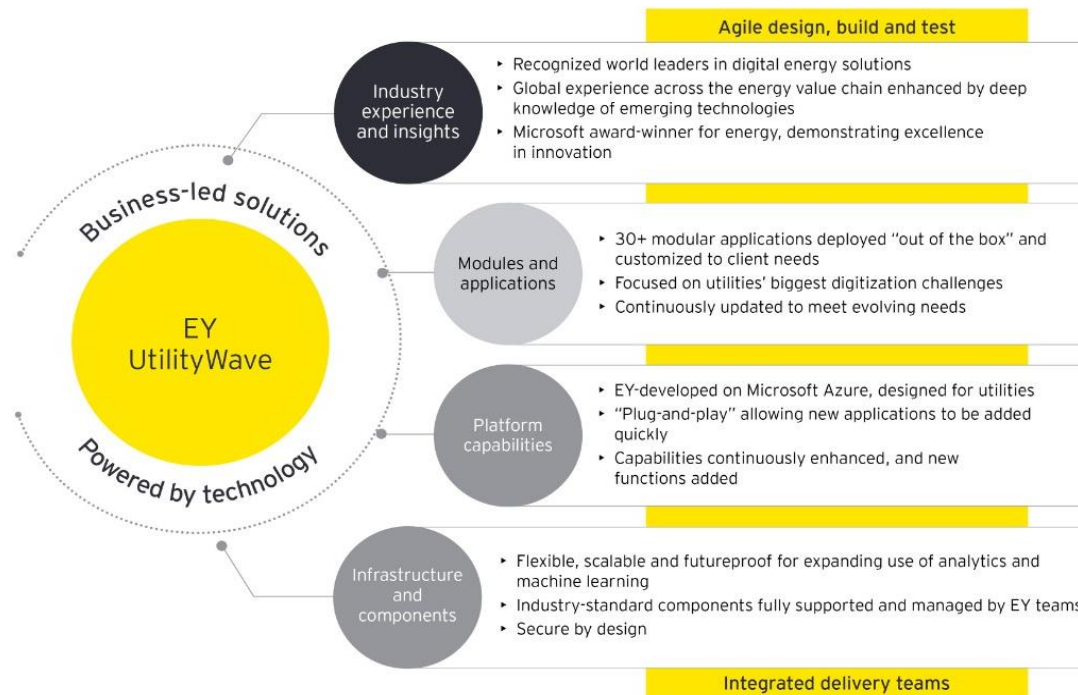 Agile design, build and test
Industry
experience
and insights
▸ Recognized world leaders in digital energy solutions
▸ Global experience across the energy value chain enhanced by deep
knowledge of emerging technologies
▸ Microsoft award-winner for energy, demonstrating excellence
in innovation
Business-led solutions
EY
UtilityWave
Powered by technology
Modules and
applications
▸ 30+ modular applications deployed “out of the box” and
customized to client needs
▸ Focused on utilities’ biggest digitization challenges
▸ Continuously updated to meet evolving needs
Platform
capabilities
▸ EY-developed on Microsoft Azure, designed for utilities
▸ “Plug-and-play” allowing new applications to be added
quickly
▸ Capabilities continuously enhanced, and new
functions added
Infrastructure
and
components
▸ Flexible, scalable and futureproof for expanding use of analytics and
machine learning
▸ Industry-standard components fully supported and managed by EY teams
▸ Secure by design
Integrated delivery teams